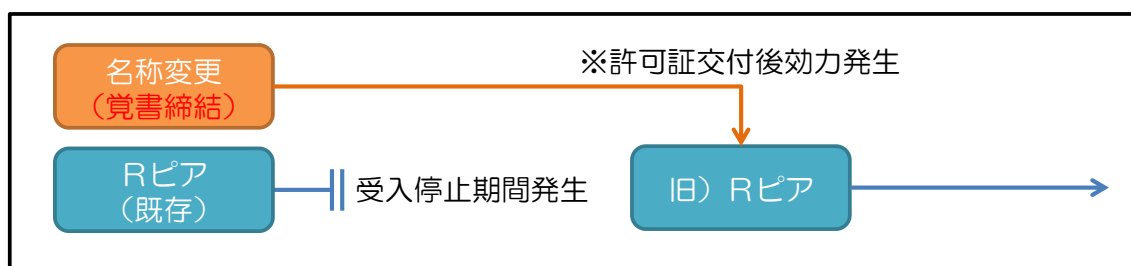 名称変更
（覚書締結）
※許可証交付後効力発生
Ｒピア
（既存）
受入停止期間発生
旧）Ｒピア